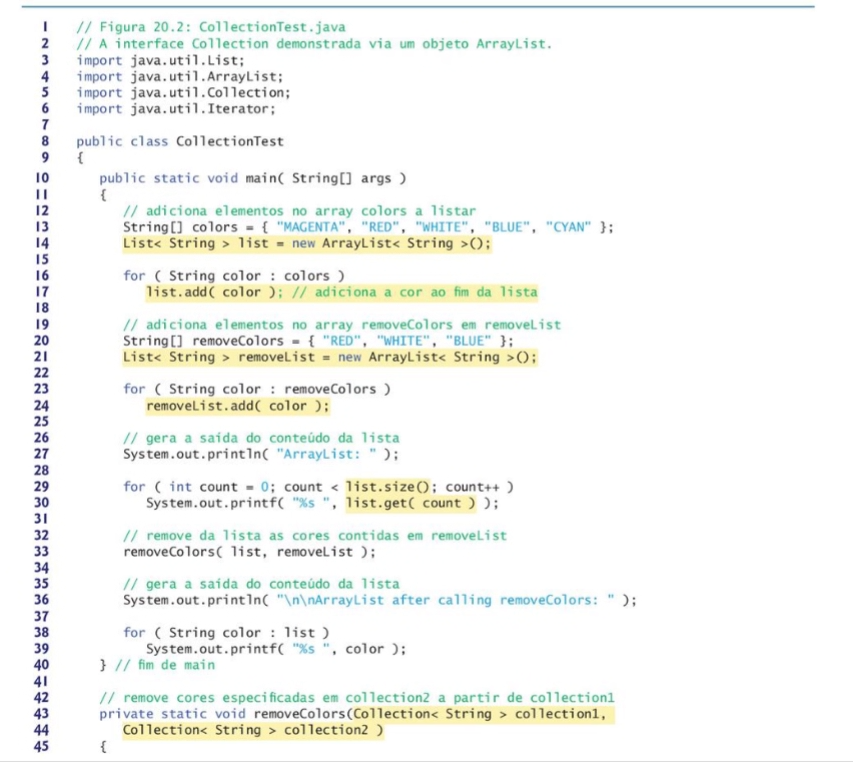 1 // Figura 20.2: CollectionTest.java
2 // A interface Collection demonstrada via um objeto ArrayList.
3 import java.util.List;
4 import java.util.ArrayList;
5 import java.util.Collection;
6 import java.util.Iterator;
7
8 public class CollectionTest
9 {
10 public static void main( String[] args )
11 {
12 // adiciona elementos no array colors a listar
13 String[] colors = { "MAGENTA", "RED", "WHITE", "BLUE", "CYAN" };
14 List< String > list = new ArrayList< String >();
15
16 for ( String color : colors )
17 list.add( color ); // adiciona a cor ao fim da lista
18
19 // adiciona elementos no array removeColors em removeList
20 String[] removeColors = { "RED", "WHITE", "BLUE" };
21 List< String > removeList = new ArrayList< String >();
22
23 for ( String color : removeColors )
24 removeList.add( color );
25
26 // gera a saída do conteúdo da lista
27 System.out.println( "ArrayList: " );
28
29 for ( int count = 0; count < list.size(); count++ )
30 System.out.printf( "%s ", list.get( count ) );
31
32 // remove da lista as cores contidas em removeList
33 removeColors( list, removeList );
34
35 // gera a saída do conteúdo da lista
36 System.out.println( "\n\nArrayList after calling removeColors: " );
37
38 for ( String color : list )
39 System.out.printf( "%s ", color );
40 } // fim de main
41
42 // remove cores especificadas em collection2 a partir de collection1
43 private static void removeColors(Collection< String > collection1,
44 Collection< String > collection2 )
45 {